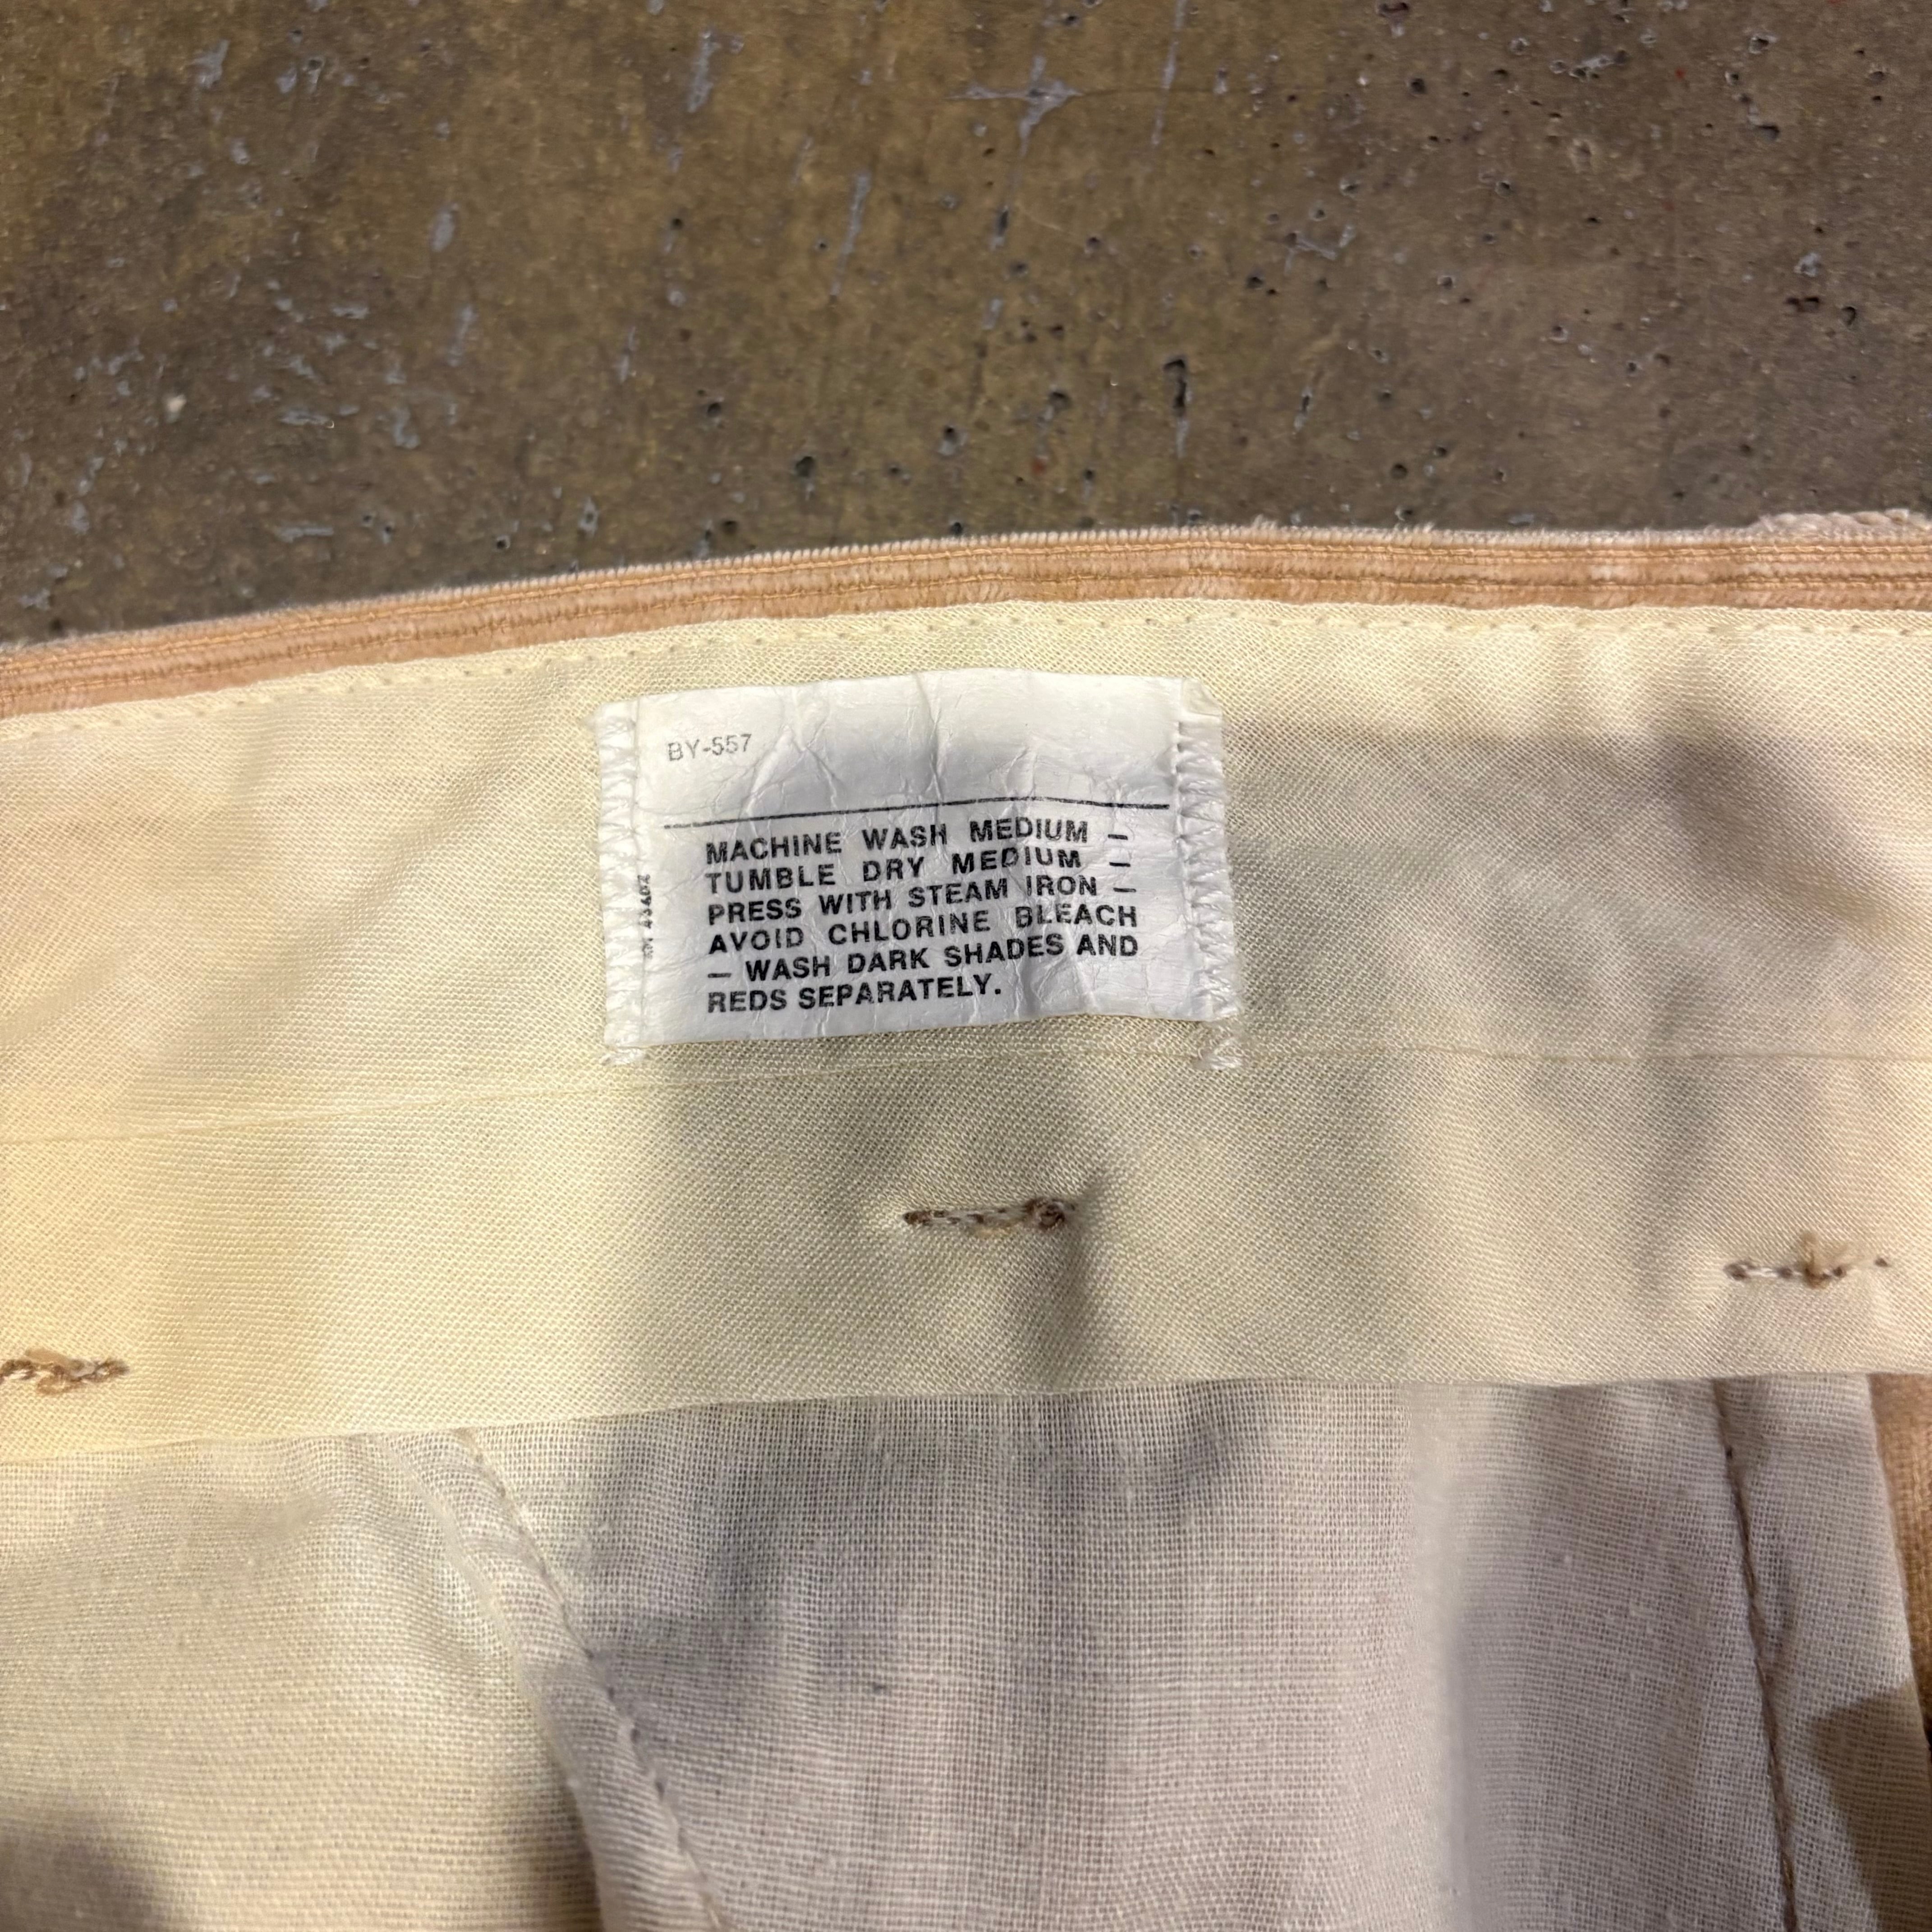 BY-557
MACHINE WASH MEDIUM –
TUMBLE DRY MEDIUM –
PRESS WITH STEAM IRON –
AVOID CHLORINE BLEACH
– WASH DARK SHADES AND
REDS SEPARATELY.